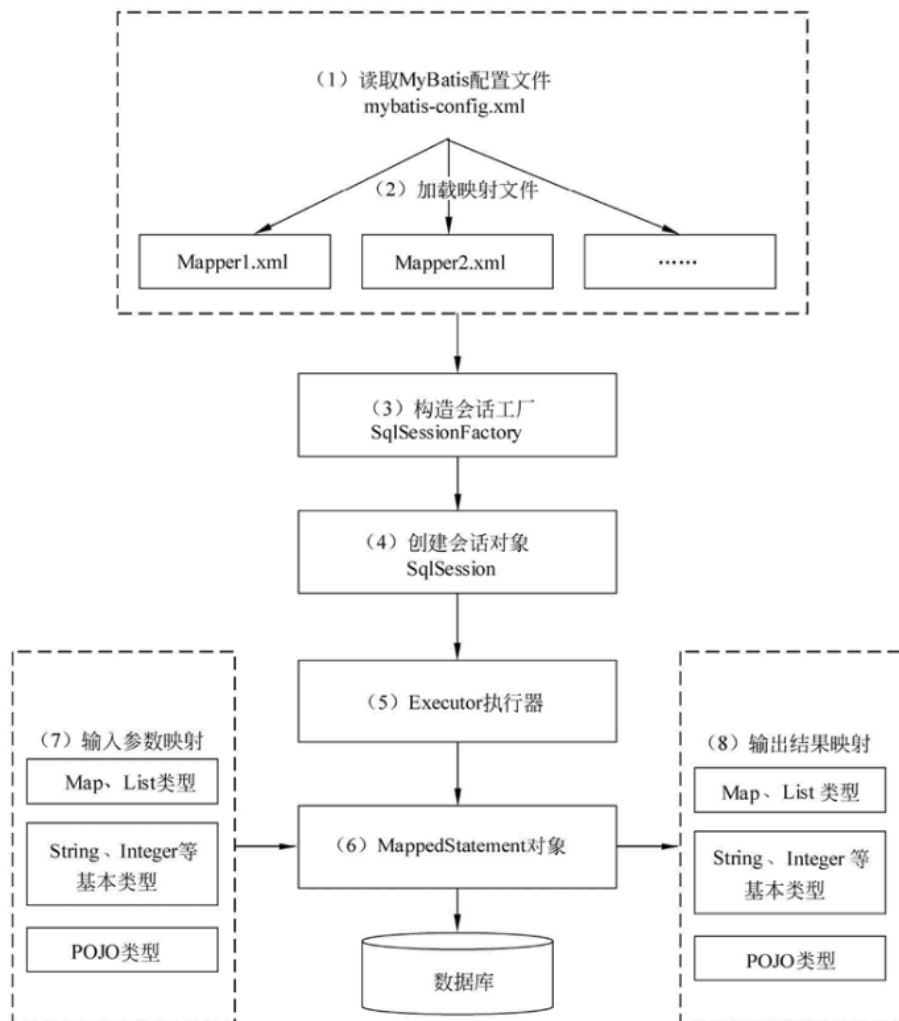 （1）读取MyBatis配置文件
mybatis-config.xml
（2）加载映射文件
Mapper1.xml
Mapper2.xml
……
（3）构造会话工厂
SqlSessionFactory
（4）创建会话对象
SqlSession
（5）Executor执行器
（7）输入参数映射
Map、List类型
String、Integer等
基本类型
POJO类型
（6）MappedStatement对象
（8）输出结果映射
Map、List 类型
String、Integer 等
基本类型
POJO类型
数据库